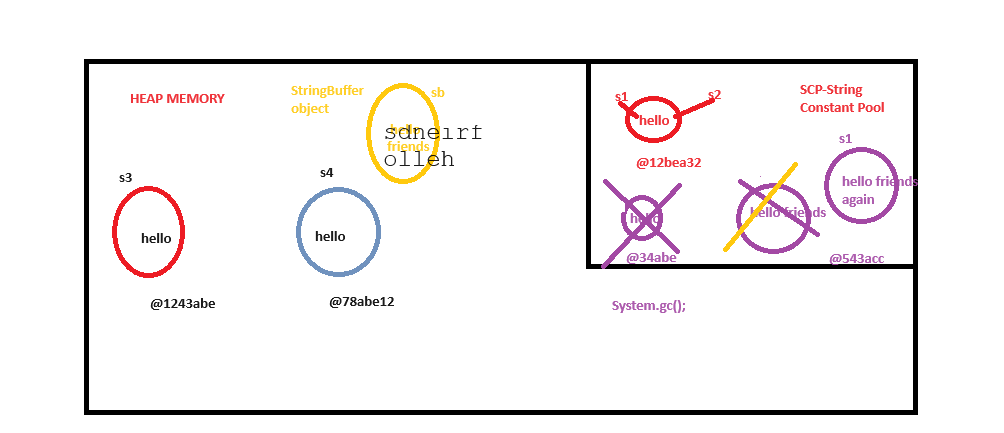 HEAP MEMORY
StringBuffer
object
sb
hello
friends
sdneirf
olleh
s3
hello
@1243abe
s4
hello
@78abe12
s1
s2
hello
@12bea32
SCP-String
Constant Pool
hello
@34abe
hello friends
s1
hello friends
again
@543acc
System.gc();